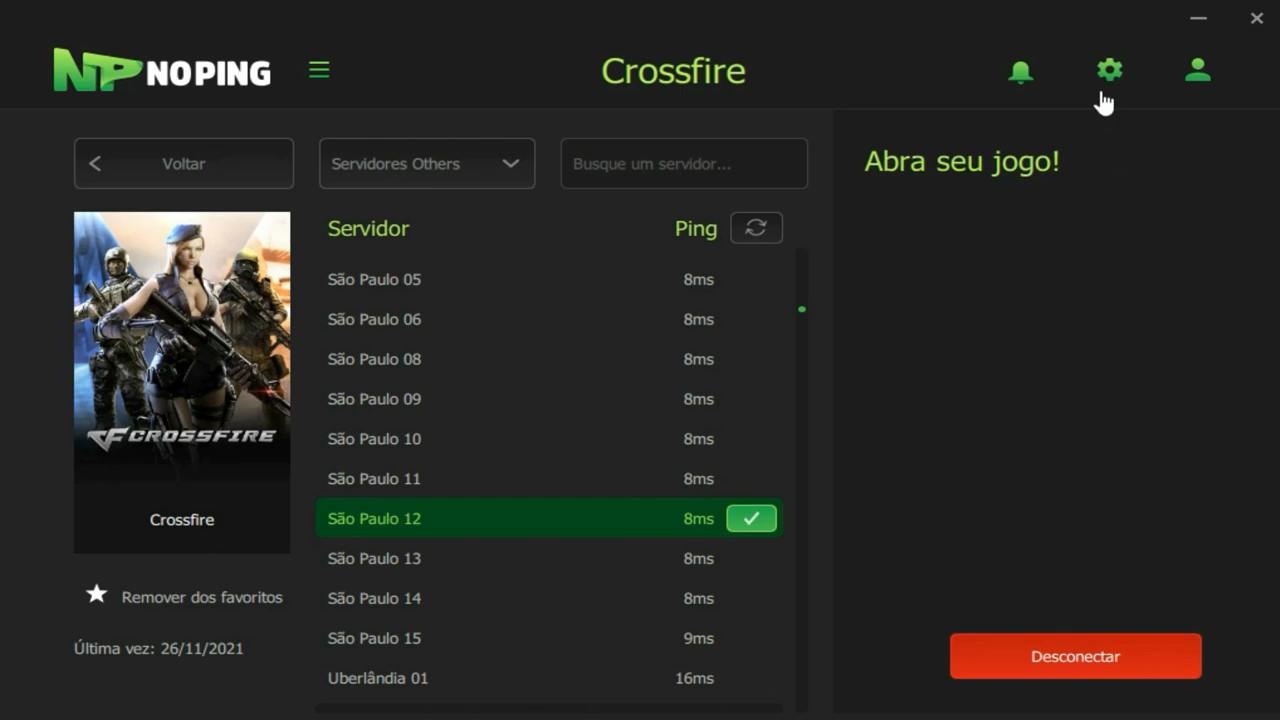 NP NOPING
Crossfire
Voltar
Servidores Others
Busque um servidor...
Abra seu jogo!
Servidor Ping
São Paulo 05 8ms
São Paulo 06 8ms
São Paulo 08 8ms
São Paulo 09 8ms
São Paulo 10 8ms
São Paulo 11 8ms
São Paulo 12 8ms
São Paulo 13 8ms
São Paulo 14 8ms
São Paulo 15 9ms
Uberlândia 01 16ms
CF CROSSFIRE
Crossfire
Remover dos favoritos
Última vez: 26/11/2021
Desconectar